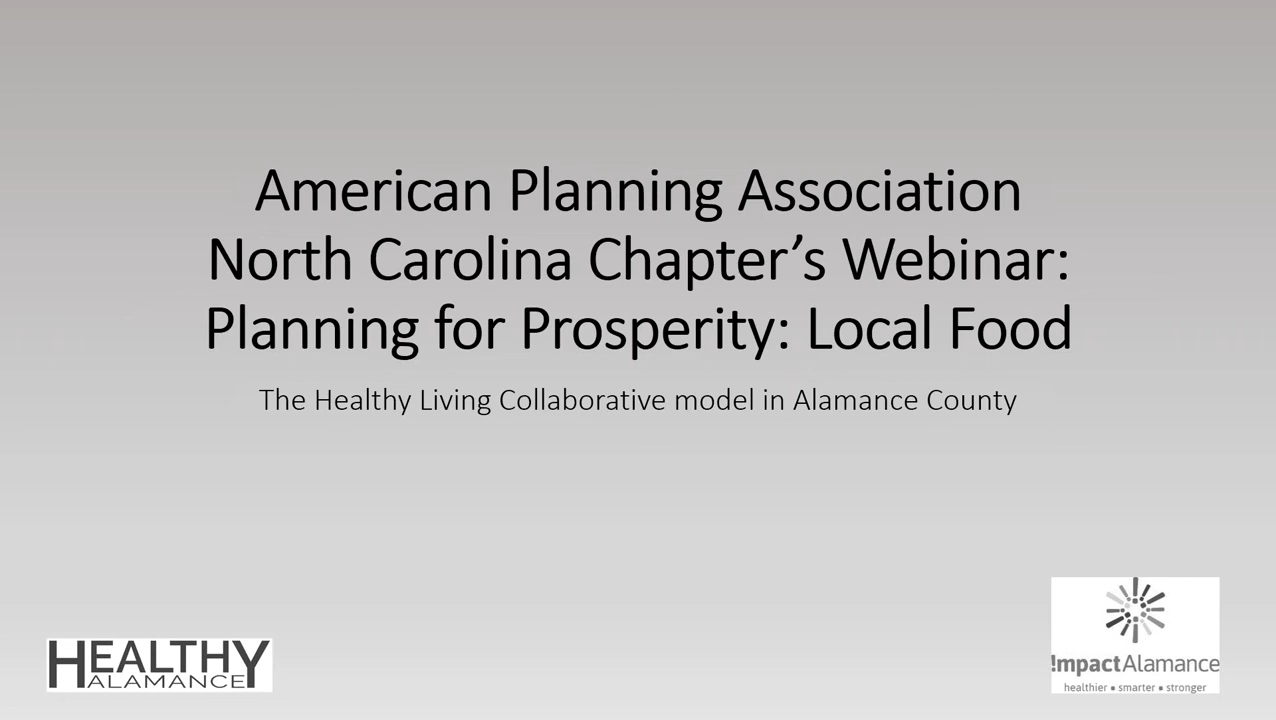 American Planning Association
North Carolina Chapter’s Webinar:
Planning for Prosperity: Local Food
The Healthy Living Collaborative model in Alamance County
HEALTHY
ALAMANCE
!mpactAlamance
healthier ▪ smarter ▪ stronger